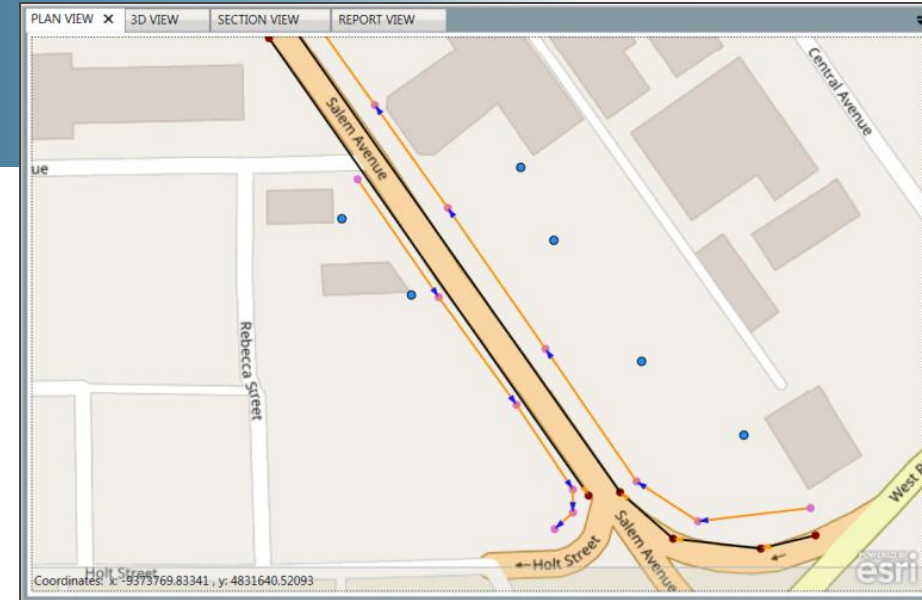 PLAN VIEW X 3D VIEW SECTION VIEW REPORT VIEW
Central Avenue
Salem Avenue
ue
Rebecca Street
West R
Salem Avenue
Holt Street
POWERED BY
esri
Holt Street
Coordinates: x: -9373769.83341 , y: 4831640.52093